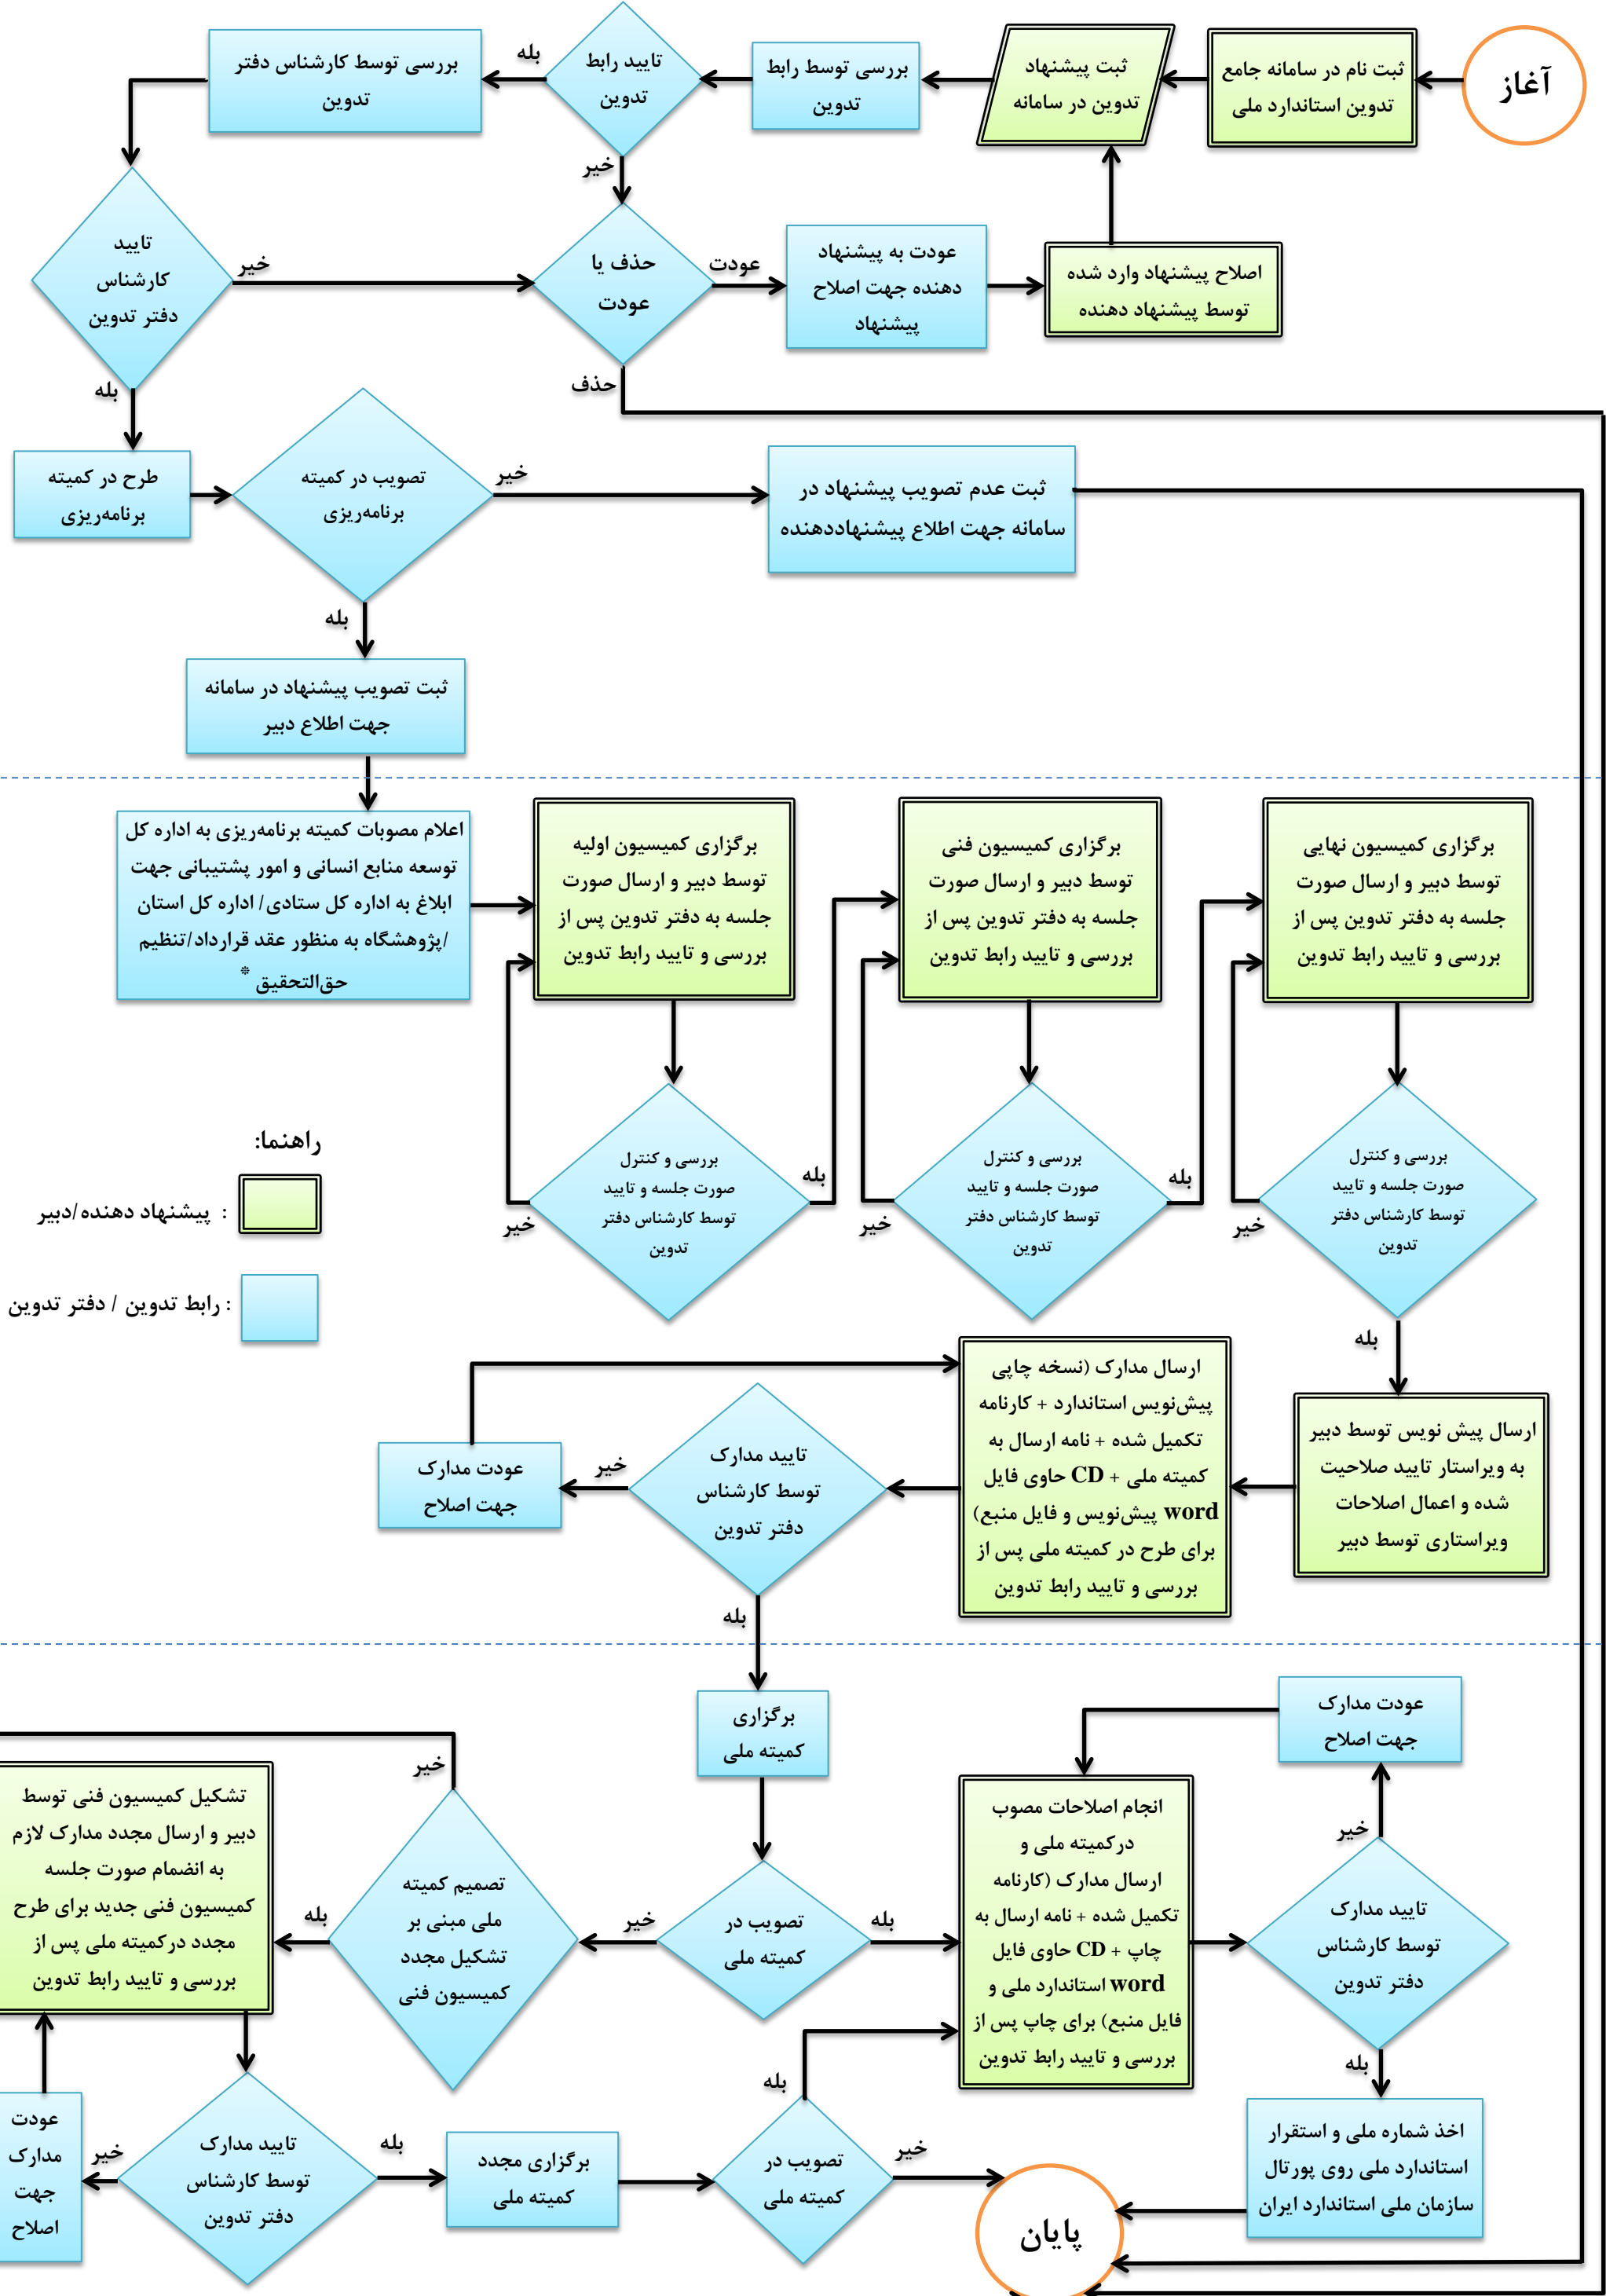 آغاز
ثبت نام در سامانه جامع
تدوین استاندارد ملی
ثبت پیشنهاد
تدوین در سامانه
بررسی توسط رابط
تدوین
تایید رابط
تدوین
بله
خیر
بررسی توسط کارشناس دفتر
تدوین
تایید
کارشناس
دفتر تدوین
خیر
بله
حذف یا
عودت
عودت
حذف
عودت به پیشنهاد
دهنده جهت اصلاح
پیشنهاد
اصلاح پیشنهاد وارد شده
توسط پیشنهاد دهنده
طرح در کمیته
برنامه‌ریزی
تصویب در کمیته
برنامه‌ریزی
خیر
بله
ثبت عدم تصویب پیشنهاد در
سامانه جهت اطلاع پیشنهاددهنده
ثبت تصویب پیشنهاد در سامانه
جهت اطلاع دبیر
اعلام مصوبات کمیته برنامه‌ریزی به اداره کل
توسعه منابع انسانی و امور پشتیبانی جهت
ابلاغ به اداره کل ستادی/ اداره کل استان
/پژوهشگاه به منظور عقد قرارداد/تنظیم
حق‌التحقیق *
برگزاری کمیسیون اولیه
توسط دبیر و ارسال صورت
جلسه به دفتر تدوین پس از
بررسی و تایید رابط تدوین
برگزاری کمیسیون فنی
توسط دبیر و ارسال صورت
جلسه به دفتر تدوین پس از
بررسی و تایید رابط تدوین
برگزاری کمیسیون نهایی
توسط دبیر و ارسال صورت
جلسه به دفتر تدوین پس از
بررسی و تایید رابط تدوین
بررسی و کنترل
صورت جلسه و تایید
توسط کارشناس دفتر
تدوین
خیر
بله
بررسی و کنترل
صورت جلسه و تایید
توسط کارشناس دفتر
تدوین
خیر
بله
بررسی و کنترل
صورت جلسه و تایید
توسط کارشناس دفتر
تدوین
خیر
بله
راهنما:
: پیشنهاد دهنده/دبیر
: رابط تدوین / دفتر تدوین
ارسال پیش نویس توسط دبیر
به ویراستار تایید صلاحیت
شده و اعمال اصلاحات
ویراستاری توسط دبیر
ارسال مدارک (نسخه چاپی
پیش‌نویس استاندارد + کارنامه
تکمیل شده + نامه ارسال به
کمیته ملی + CD حاوی فایل
word پیش‌نویس و فایل منبع)
برای طرح در کمیته ملی پس از
بررسی و تایید رابط تدوین
تایید مدارک
توسط کارشناس
دفتر تدوین
خیر
بله
عودت مدارک
جهت اصلاح
برگزاری
کمیته ملی
تصویب در
کمیته ملی
بله
خیر
تصمیم کمیته
ملی مبنی بر
تشکیل مجدد
کمیسیون فنی
خیر
بله
تشکیل کمیسیون فنی توسط
دبیر و ارسال مجدد مدارک لازم
به انضمام صورت جلسه
کمیسیون فنی جدید برای طرح
مجدد درکمیته ملی پس از
بررسی و تایید رابط تدوین
انجام اصلاحات مصوب
درکمیته ملی و
ارسال مدارک (کارنامه
تکمیل شده + نامه ارسال به
چاپ + CD حاوی فایل
word استاندارد ملی و
فایل منبع) برای چاپ پس از
بررسی و تایید رابط تدوین
عودت مدارک
جهت اصلاح
خیر
تایید مدارک
توسط کارشناس
دفتر تدوین
بله
اخذ شماره ملی و استقرار
استاندارد ملی روی پورتال
سازمان ملی استاندارد ایران
عودت
مدارک
جهت
اصلاح
خیر
تایید مدارک
توسط کارشناس
دفتر تدوین
بله
برگزاری مجدد
کمیته ملی
تصویب در
کمیته ملی
بله
خیر
پایان